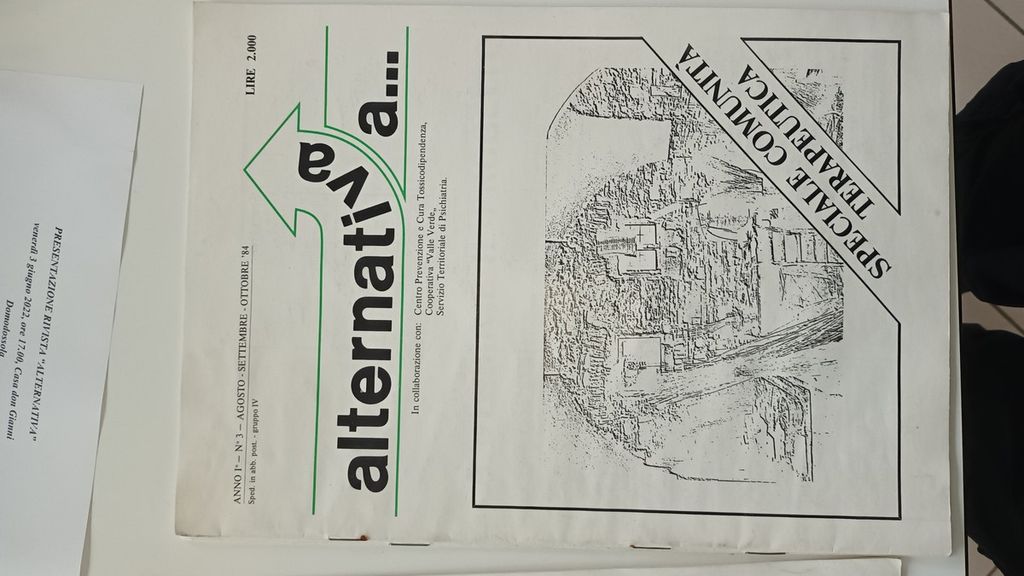 ANNO I° — N° 3 — AGOSTO - SETTEMBRE - OTTOBRE '84
LIRE 2.000
Sped. in abb. post. - gruppo IV
alternativa
a...
In collaborazione con: Centro Prevenzione e Cura Tossicodipendenza,
Cooperativa "Valle Verde„
Servizio Territoriale di Psichiatria.
SPECIALE COMUNITÀ
TERAPEUTICA
PRESENTAZIONE RIVISTA "ALTERNATIVA"
venerdì 3 giugno 2022, ore 17.00, Casa don Gianni
Domodossola